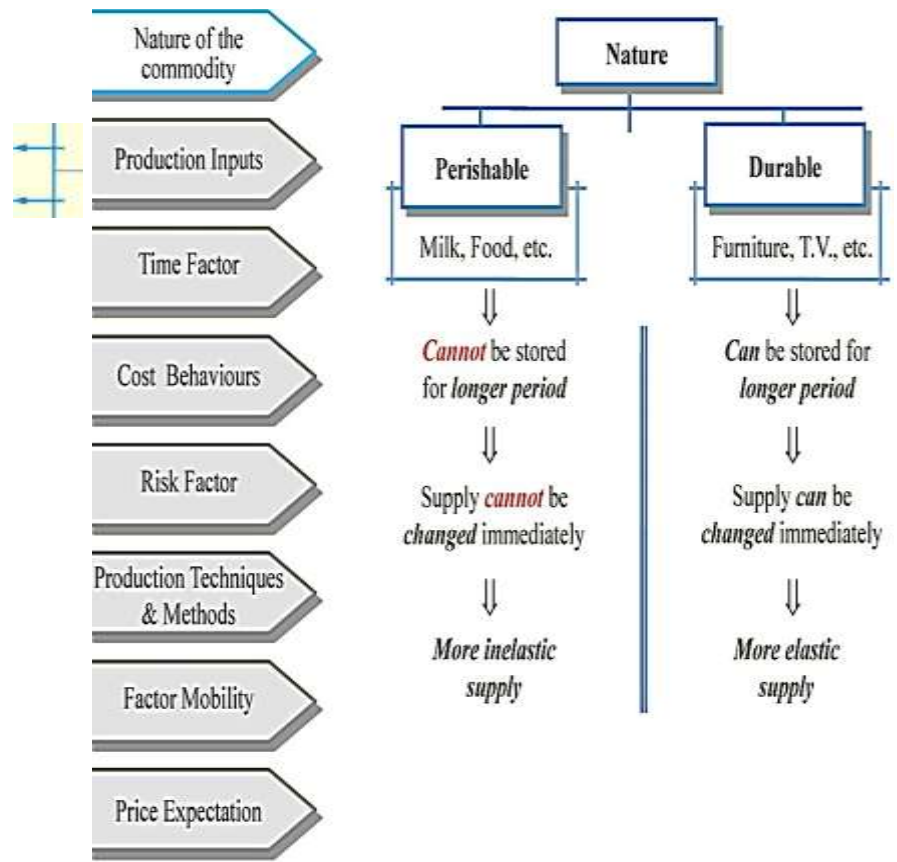 Nature of the
commodity
Production Inputs
Time Factor
Cost Behaviours
Risk Factor
Production Techniques
& Methods
Factor Mobility
Price Expectation
Nature
Perishable
Milk, Food, etc.
Cannot be stored
for longer period
Supply cannot be
changed immediately
More inelastic
supply
Durable
Furniture, T.V., etc.
Can be stored for
longer period
Supply can be
changed immediately
More elastic
supply